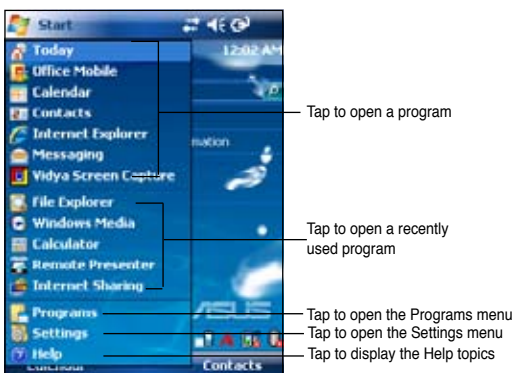 Start
Today
12:02 AM
Office Mobile
Calendar
Contacts
Tap to open a program
Internet Explorer
mation
Messaging
Vidya Screen Capture
File Explorer
Windows Media
Tap to open a recently
used program
Calculator
Remote Presenter
Internet Sharing
Programs
ASUS
Tap to open the Programs menu
Settings
Tap to open the Settings menu
Help
Tap to display the Help topics
Calendar
Contacts